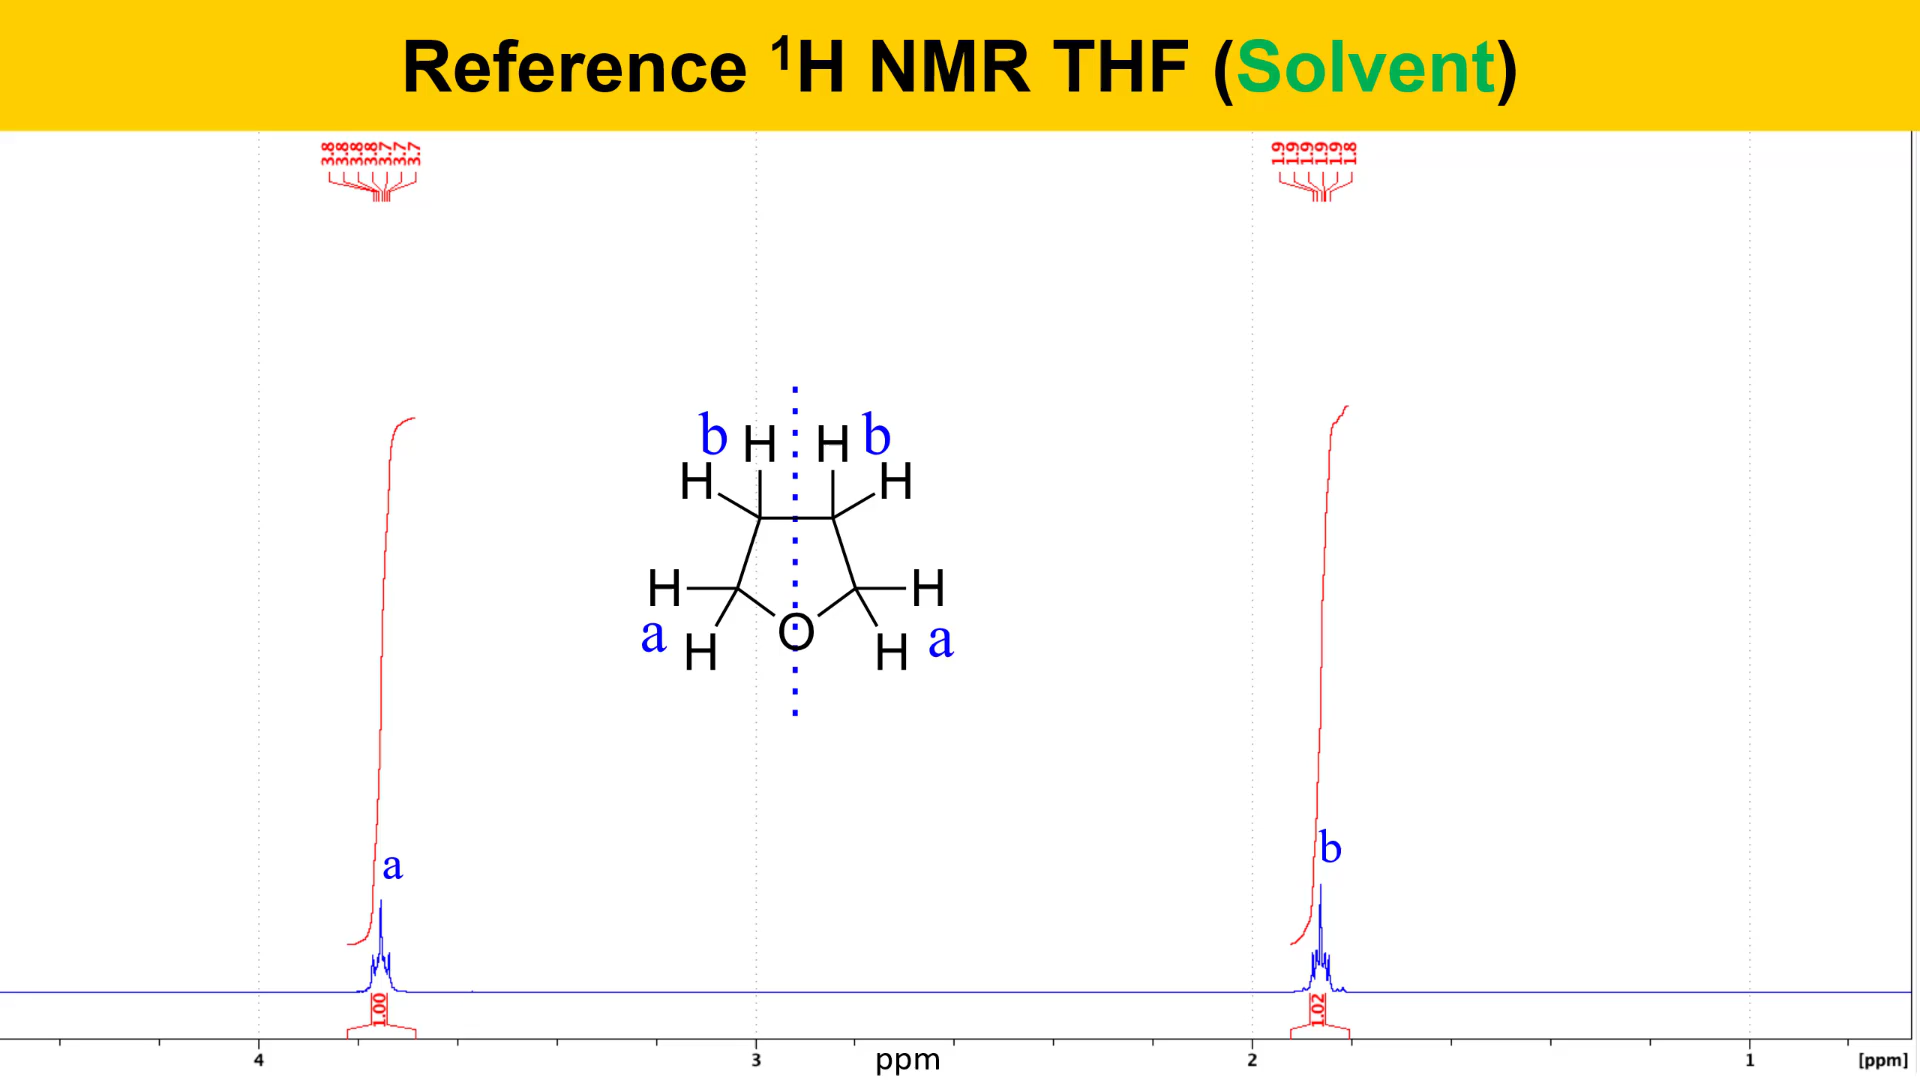 Reference ¹H NMR THF (Solvent)
3.8 3.8 3.8 3.8 3.7 3.7 3.7
1.9 1.9 1.9 1.9 1.9 1.8
b H H b
H H
H H
a H O H a
a
b
1.00
1.02
4 3 ppm 2 1 [ppm]